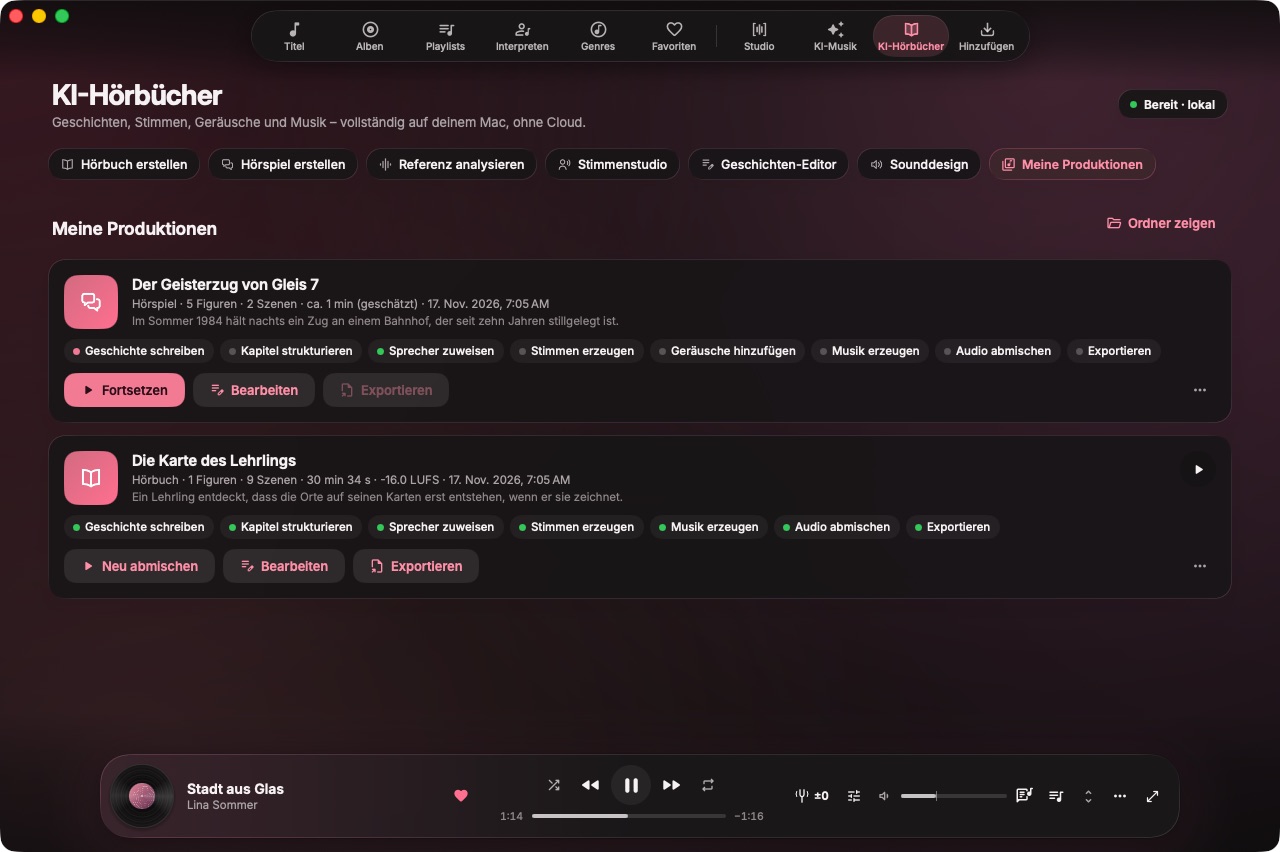 Titel Alben Playlists Interpreten Genres Favoriten Studio KI-Musik KI-Hörbücher Hinzufügen
KI-Hörbücher
Geschichten, Stimmen, Geräusche und Musik – vollständig auf deinem Mac, ohne Cloud.
Bereit · lokal
Hörbuch erstellen Hörspiel erstellen Referenz analysieren Stimmenstudio Geschichten-Editor Sounddesign Meine Produktionen
Meine Produktionen
Ordner zeigen
Der Geisterzug von Gleis 7
Hörspiel · 5 Figuren · 2 Szenen · ca. 1 min (geschätzt) · 17. Nov. 2026, 7:05 AM
Im Sommer 1984 hält nachts ein Zug an einem Bahnhof, der seit zehn Jahren stillgelegt ist.
Geschichte schreiben Kapitel strukturieren Sprecher zuweisen Stimmen erzeugen Geräusche hinzufügen Musik erzeugen Audio abmischen Exportieren
Fortsetzen Bearbeiten Exportieren
Die Karte des Lehrlings
Hörbuch · 1 Figuren · 9 Szenen · 30 min 34 s · -16.0 LUFS · 17. Nov. 2026, 7:05 AM
Ein Lehrling entdeckt, dass die Orte auf seinen Karten erst entstehen, wenn er sie zeichnet.
Geschichte schreiben Kapitel strukturieren Sprecher zuweisen Stimmen erzeugen Musik erzeugen Audio abmischen Exportieren
Neu abmischen Bearbeiten Exportieren
Stadt aus Glas
Lina Sommer
1:14 −1:16
±0